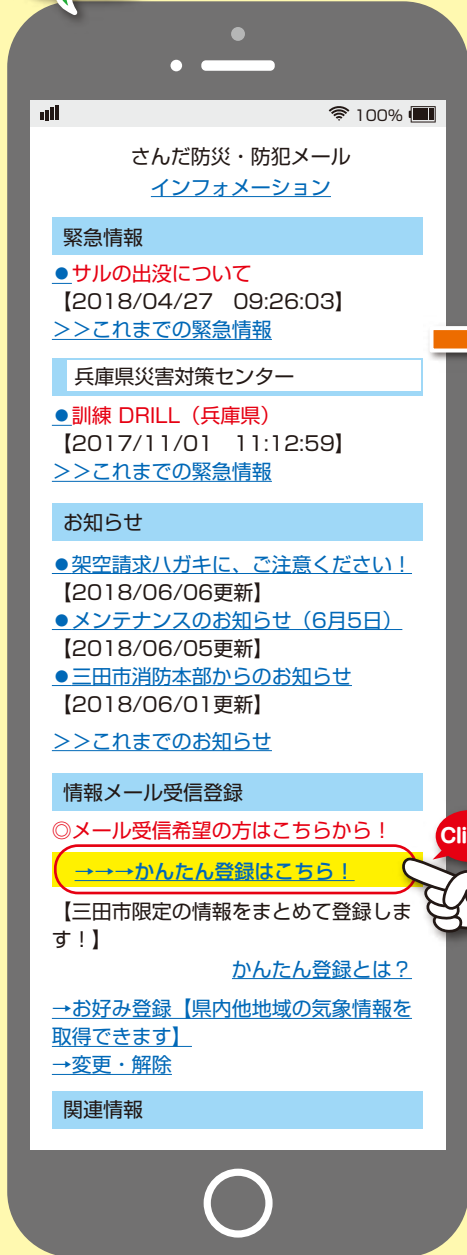 100%
さんだ防災・防犯メール
インフォメーション
緊急情報
●サルの出没について
【2018/04/27　09:26:03】
>>これまでの緊急情報
兵庫県災害対策センター
●訓練 DRILL（兵庫県）
【2017/11/01　11:12:59】
>>これまでの緊急情報
お知らせ
●架空請求ハガキに、ご注意ください！
【2018/06/06更新】
●メンテナンスのお知らせ（6月5日）
【2018/06/05更新】
●三田市消防本部からのお知らせ
【2018/06/01更新】
>>これまでのお知らせ
情報メール受信登録
◎メール受信希望の方はこちらから！
→→→かんたん登録はこちら！
Cli
【三田市限定の情報をまとめて登録しま
す！】
かんたん登録とは？
→お好み登録【県内他地域の気象情報を
取得できます】
→変更・解除
関連情報